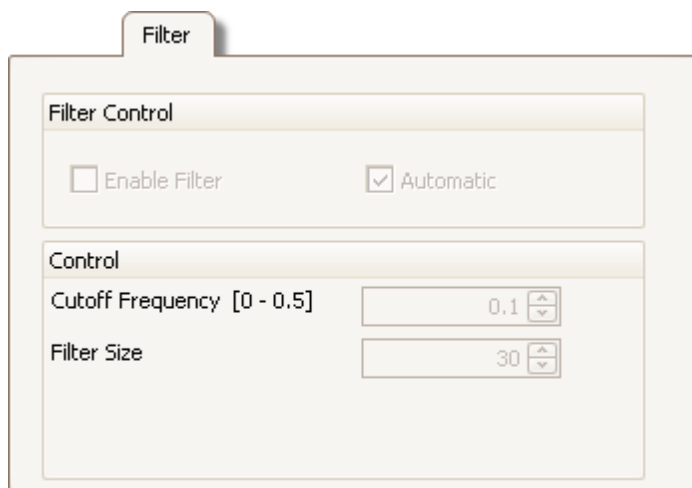 Filter
Filter Control
Enable Filter Automatic
Control
Cutoff Frequency [0 - 0.5] 0.1
Filter Size 30